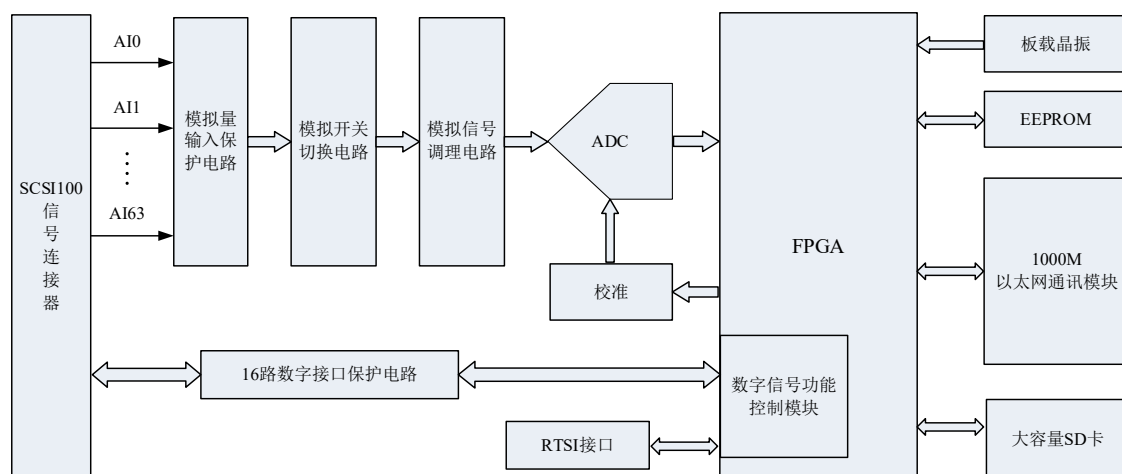 SCSI100
信
号
连
接
器
AI0
AI1
AI63
模拟量
输入保
护电路
模拟开关
切换电路
模拟信号
调理电路
ADC
校准
16路数字接口保护电路
RTSI接口
FPGA
数字信号功能
控制模块
板载晶振
EEPROM
1000M
以太网通讯模块
大容量SD卡